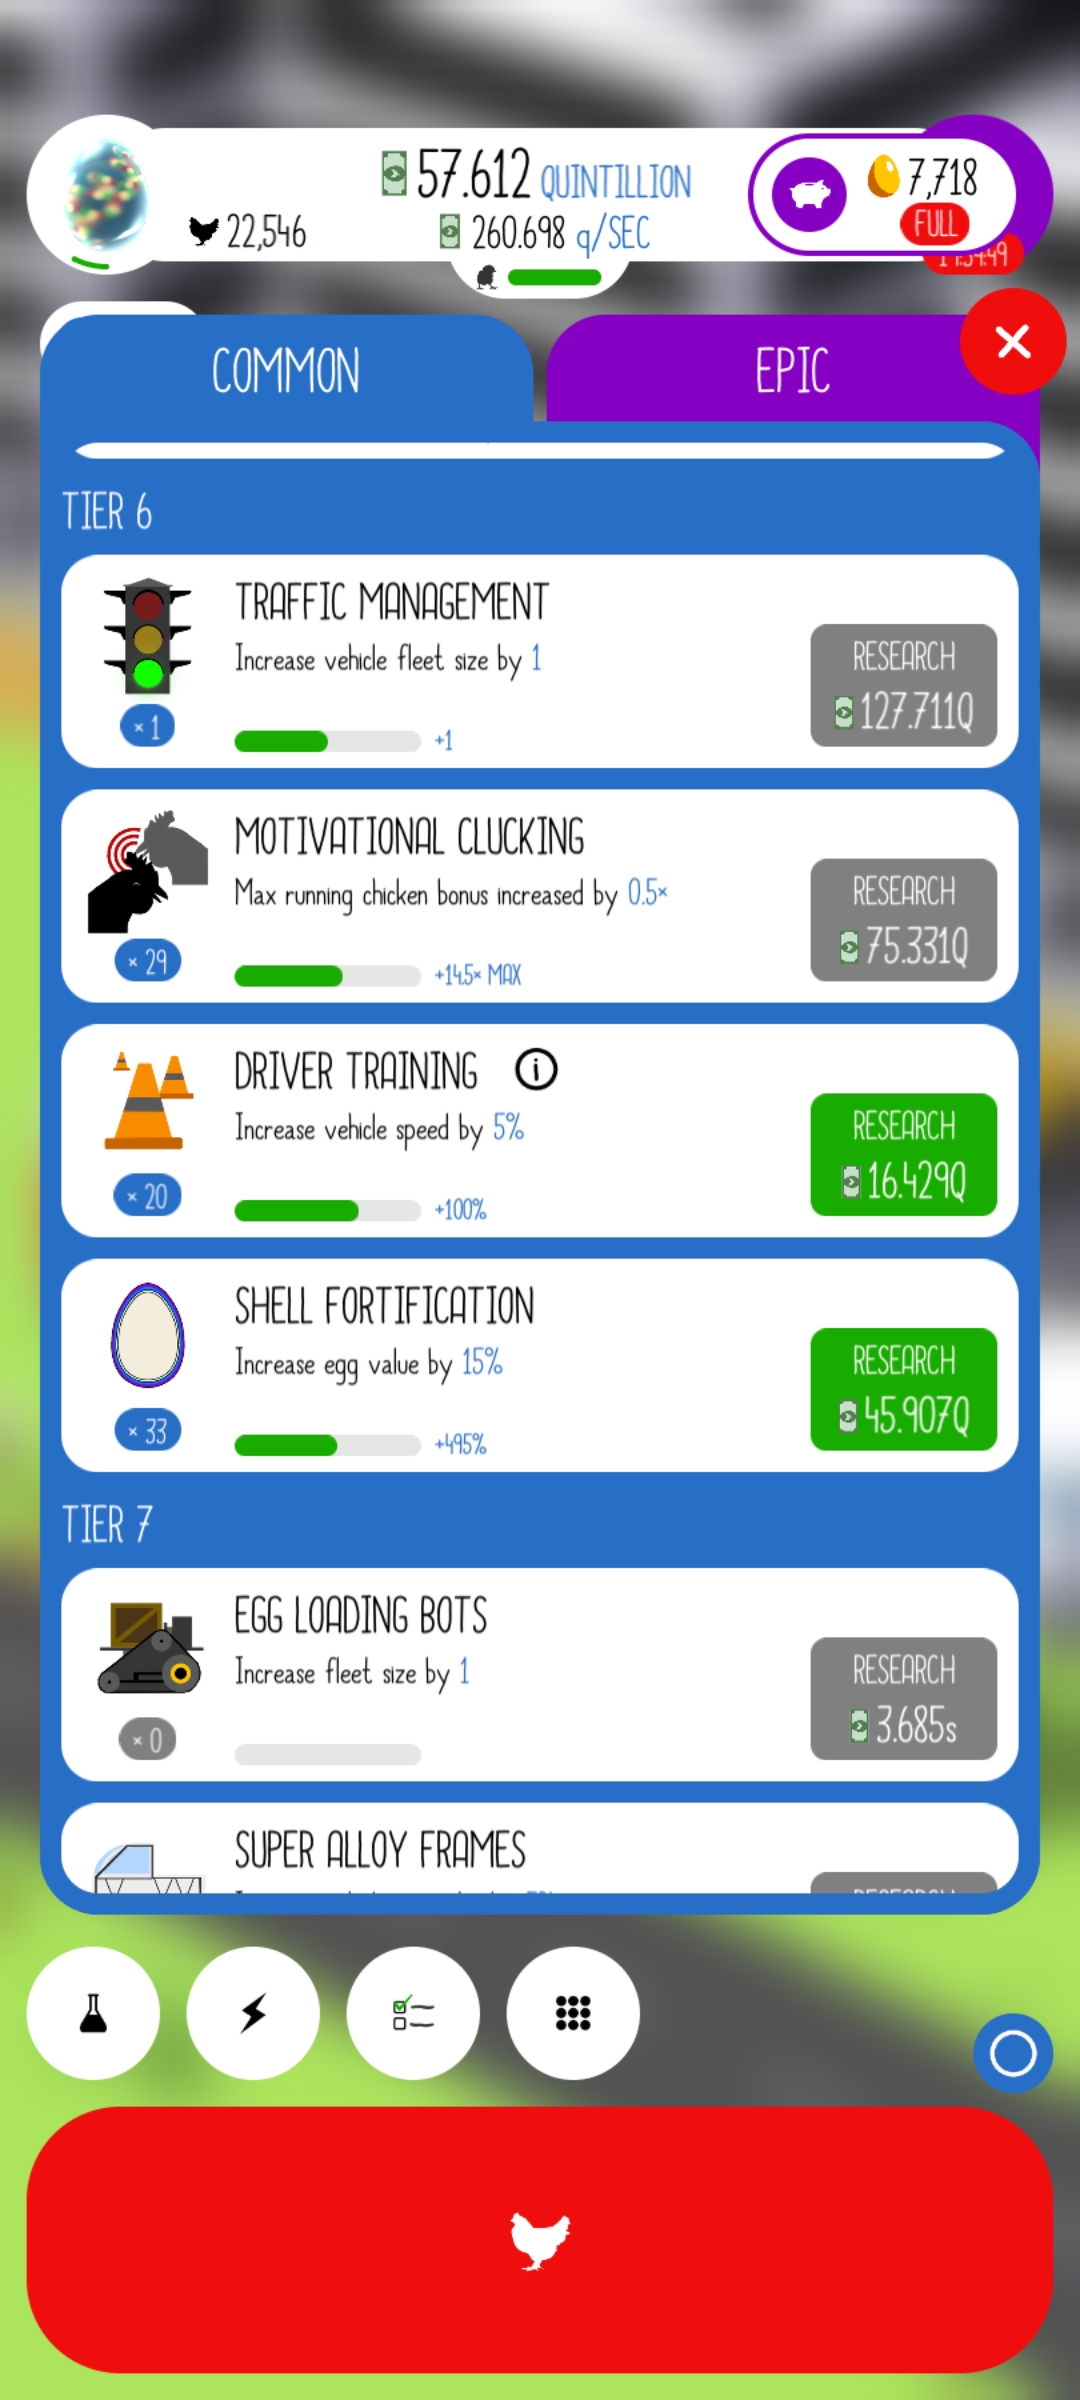 57.612 QUINTILLION
22,546
260.698 q/SEC
7,718
FULL
COMMON
EPIC
TIER 6
TRAFFIC MANAGEMENT
Increase vehicle fleet size by 1
× 1
+1
RESEARCH
127.711Q
MOTIVATIONAL CLUCKING
Max running chicken bonus increased by 0.5×
× 29
+14.5× MAX
RESEARCH
75.331Q
DRIVER TRAINING i
Increase vehicle speed by 5%
× 20
+100%
RESEARCH
16.429Q
SHELL FORTIFICATION
Increase egg value by 15%
× 33
+495%
RESEARCH
45.907Q
TIER 7
EGG LOADING BOTS
Increase fleet size by 1
× 0
RESEARCH
3.685s
SUPER ALLOY FRAMES